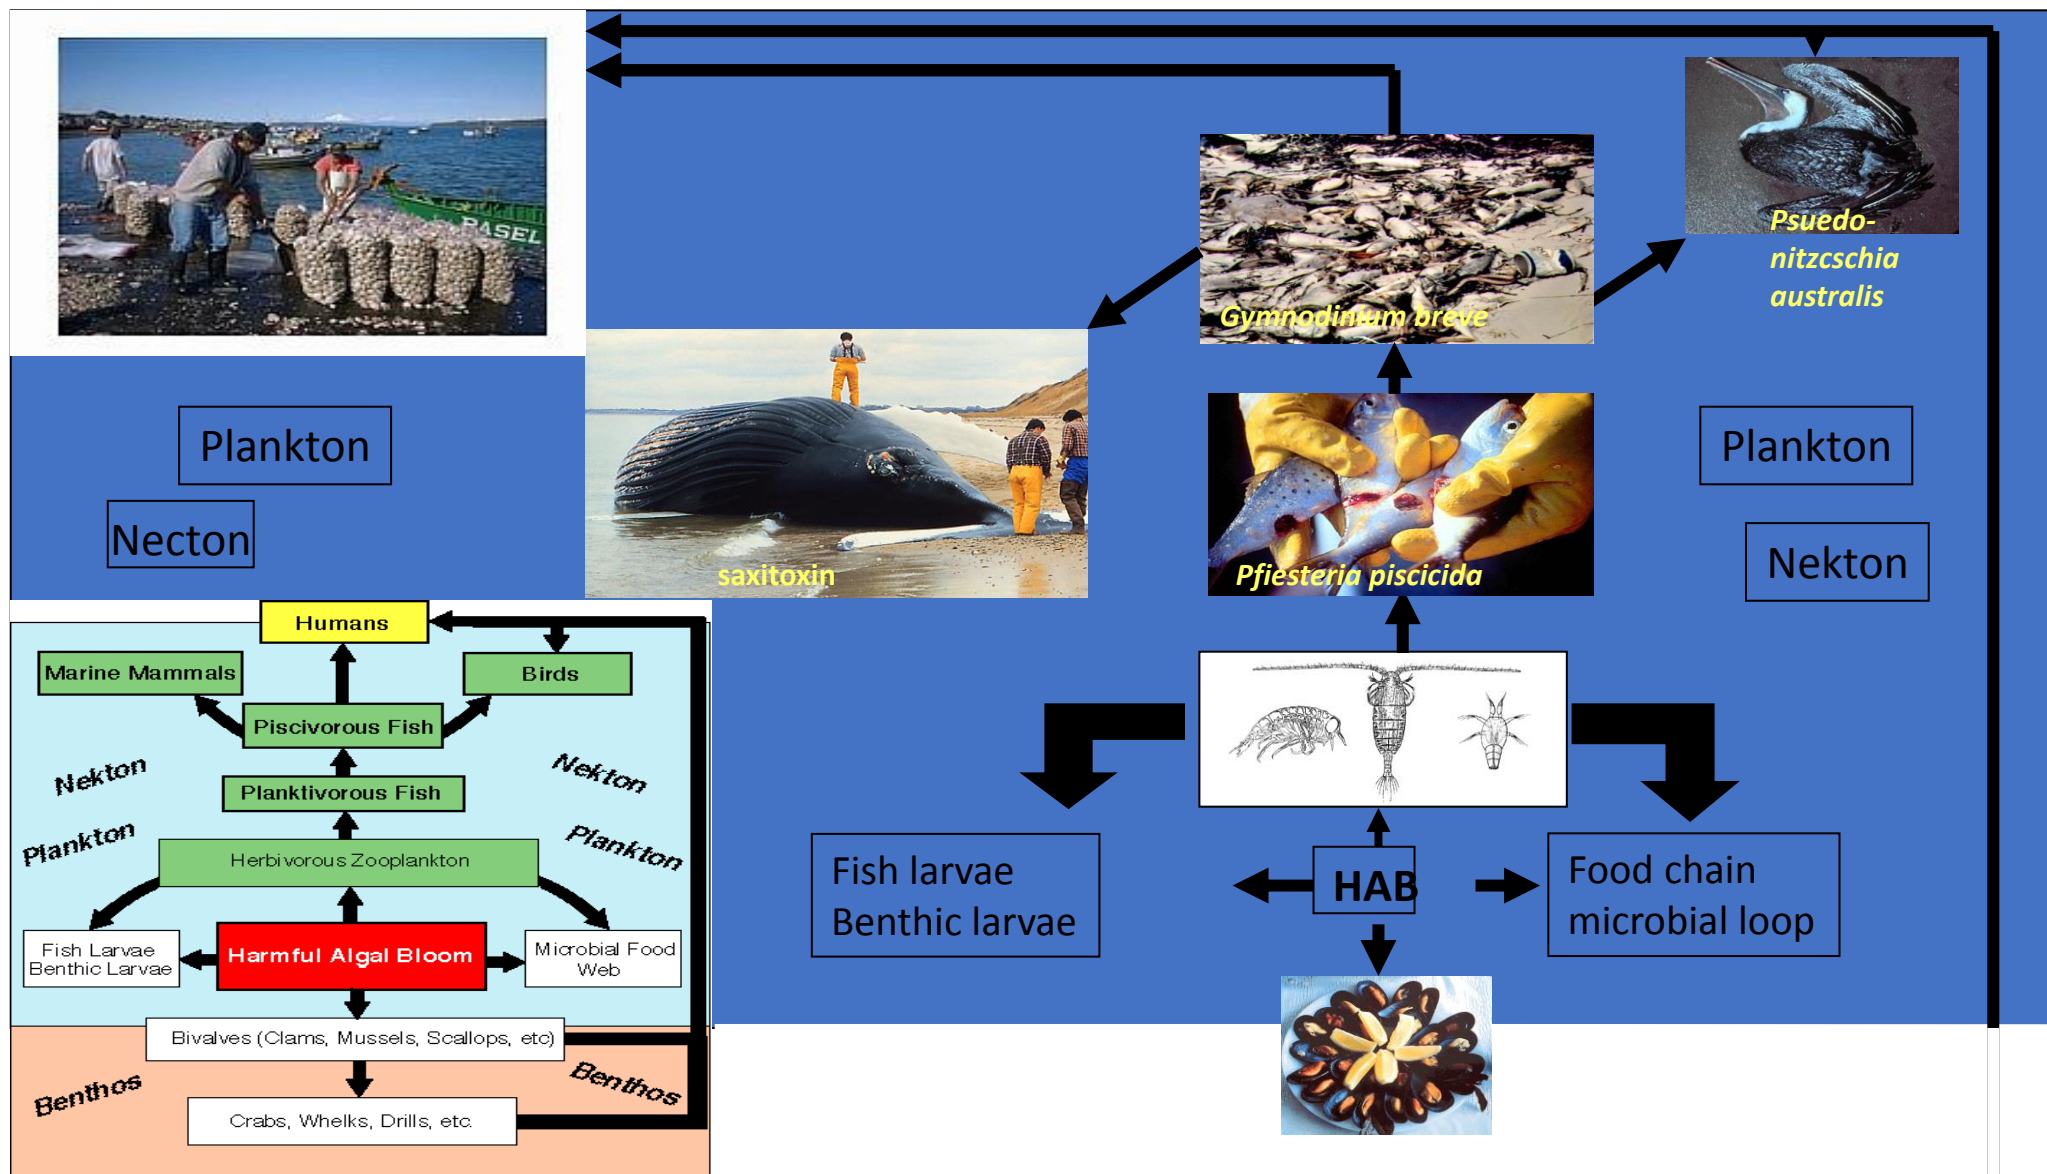 PASEL
Psuedo-
nitzcschia
australis
Gymnodinium breve
saxitoxin
Pfiesteria piscicida
Plankton
Necton
Plankton
Nekton
Fish larvae
Benthic larvae
HAB
Food chain
microbial loop
Humans
Marine Mammals
Birds
Piscivorous Fish
Nekton
Nekton
Planktivorous Fish
Plankton
Plankton
Herbivorous Zooplankton
Fish Larvae
Benthic Larvae
Harmful Algal Bloom
Microbial Food
Web
Bivalves (Clams, Mussels, Scallops, etc)
Benthos
Benthos
Crabs, Whelks, Drills, etc.